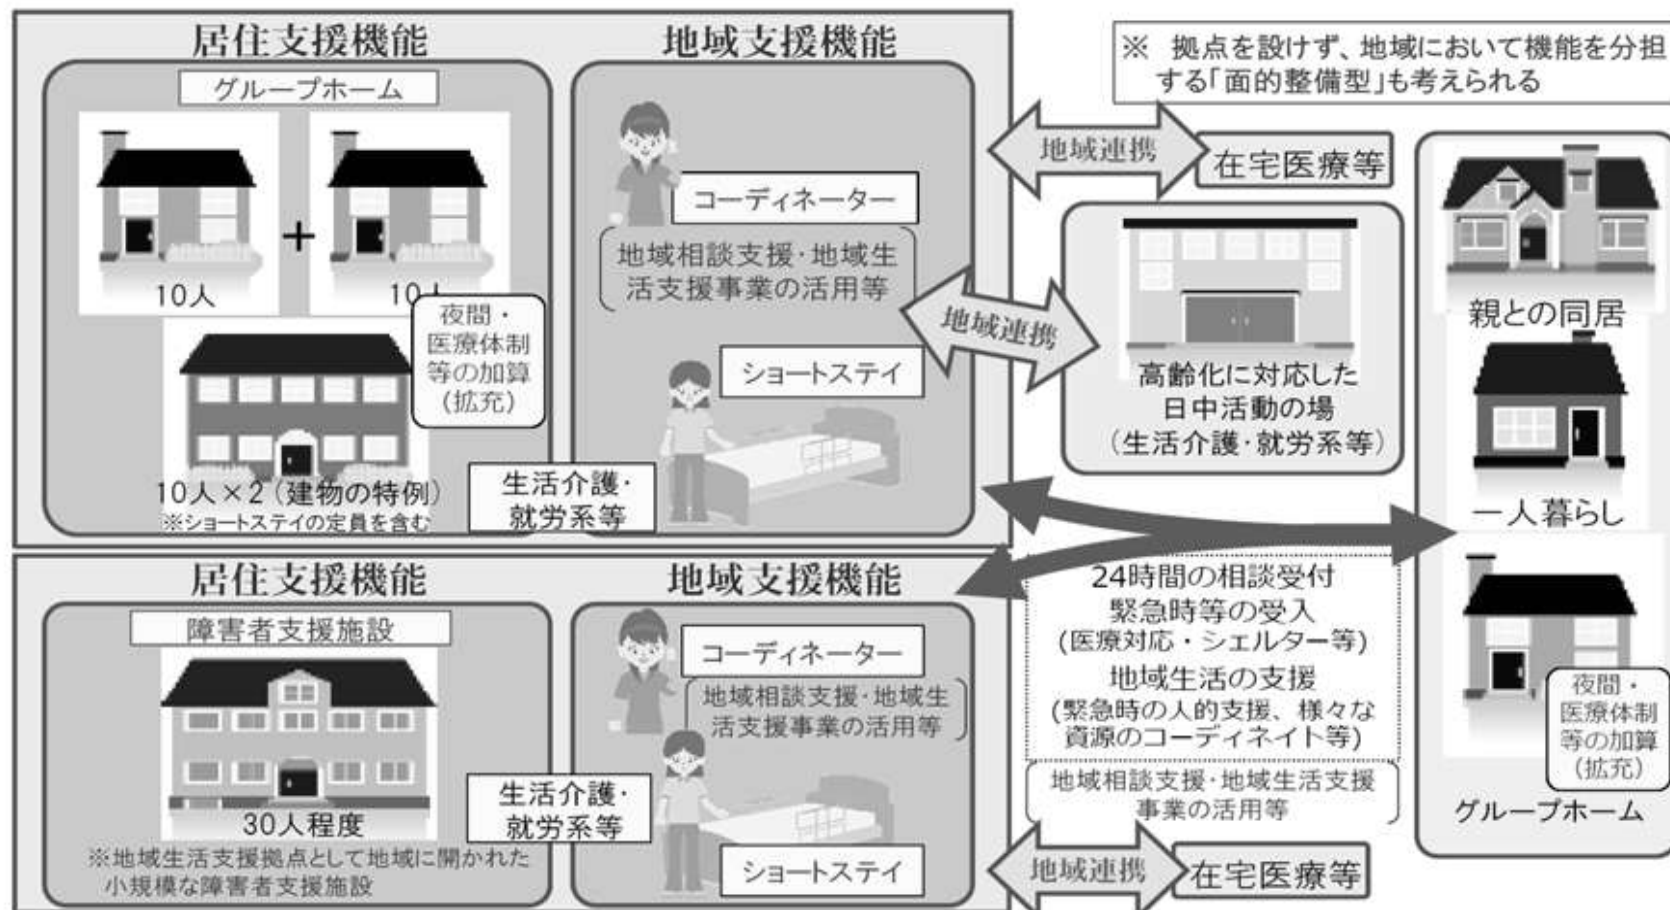 居住支援機能
地域支援機能
グループホーム
10人
+
10人
夜間・
医療体制
等の加算
(拡充)
10人×2(建物の特例)
※ショートステイの定員を含む
コーディネーター
地域相談支援・地域生
活支援事業の活用等
ショートステイ
生活介護・
就労系等
※ 拠点を設けず、地域において機能を分担
する「面的整備型」も考えられる
地域連携
在宅医療等
地域連携
高齢化に対応した
日中活動の場
(生活介護・就労系等)
親との同居
一人暮らし
夜間・
医療体制
等の加算
(拡充)
グループホーム
居住支援機能
地域支援機能
障害者支援施設
30人程度
※地域生活支援拠点として地域に開かれた
小規模な障害者支援施設
コーディネーター
地域相談支援・地域生
活支援事業の活用等
生活介護・
就労系等
ショートステイ
24時間の相談受付
緊急時等の受入
(医療対応・シェルター等)
地域生活の支援
(緊急時の人的支援、様々な
資源のコーディネイト等)
地域相談支援・地域生活支援
事業の活用等
地域連携
在宅医療等